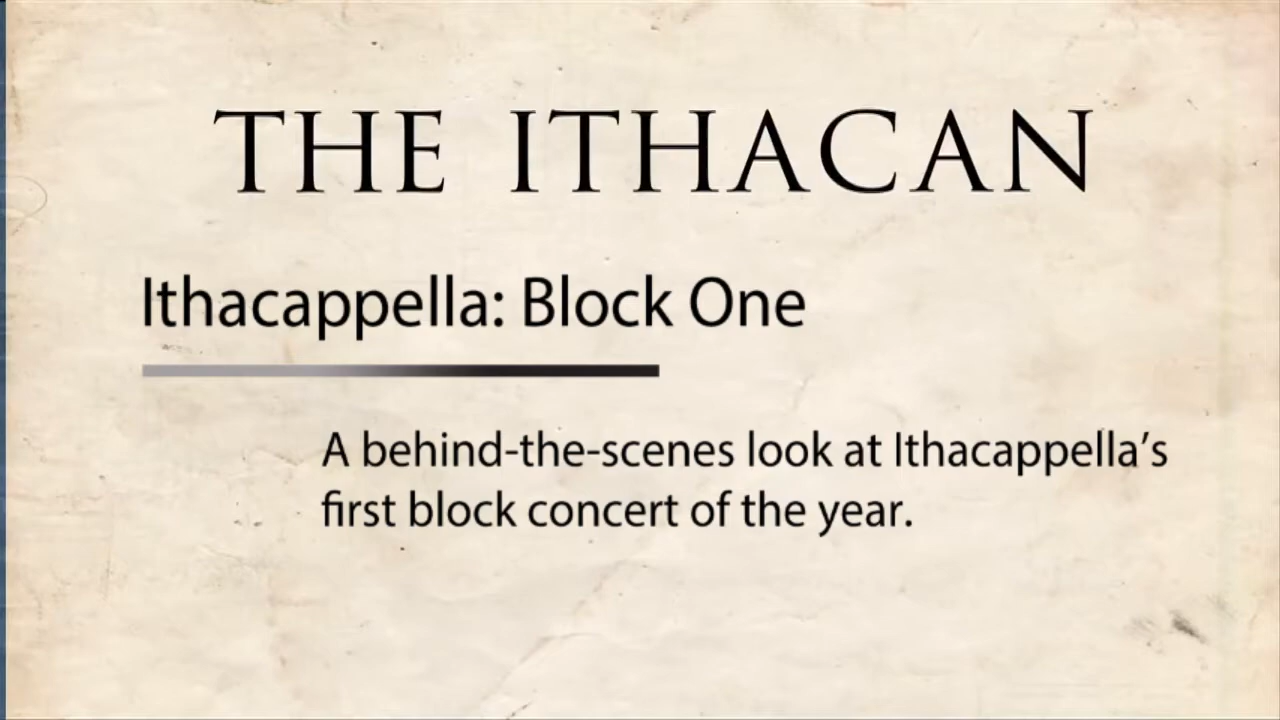 THE ITHACAN
Ithacappella: Block One
A behind-the-scenes look at Ithacappella’s
first block concert of the year.